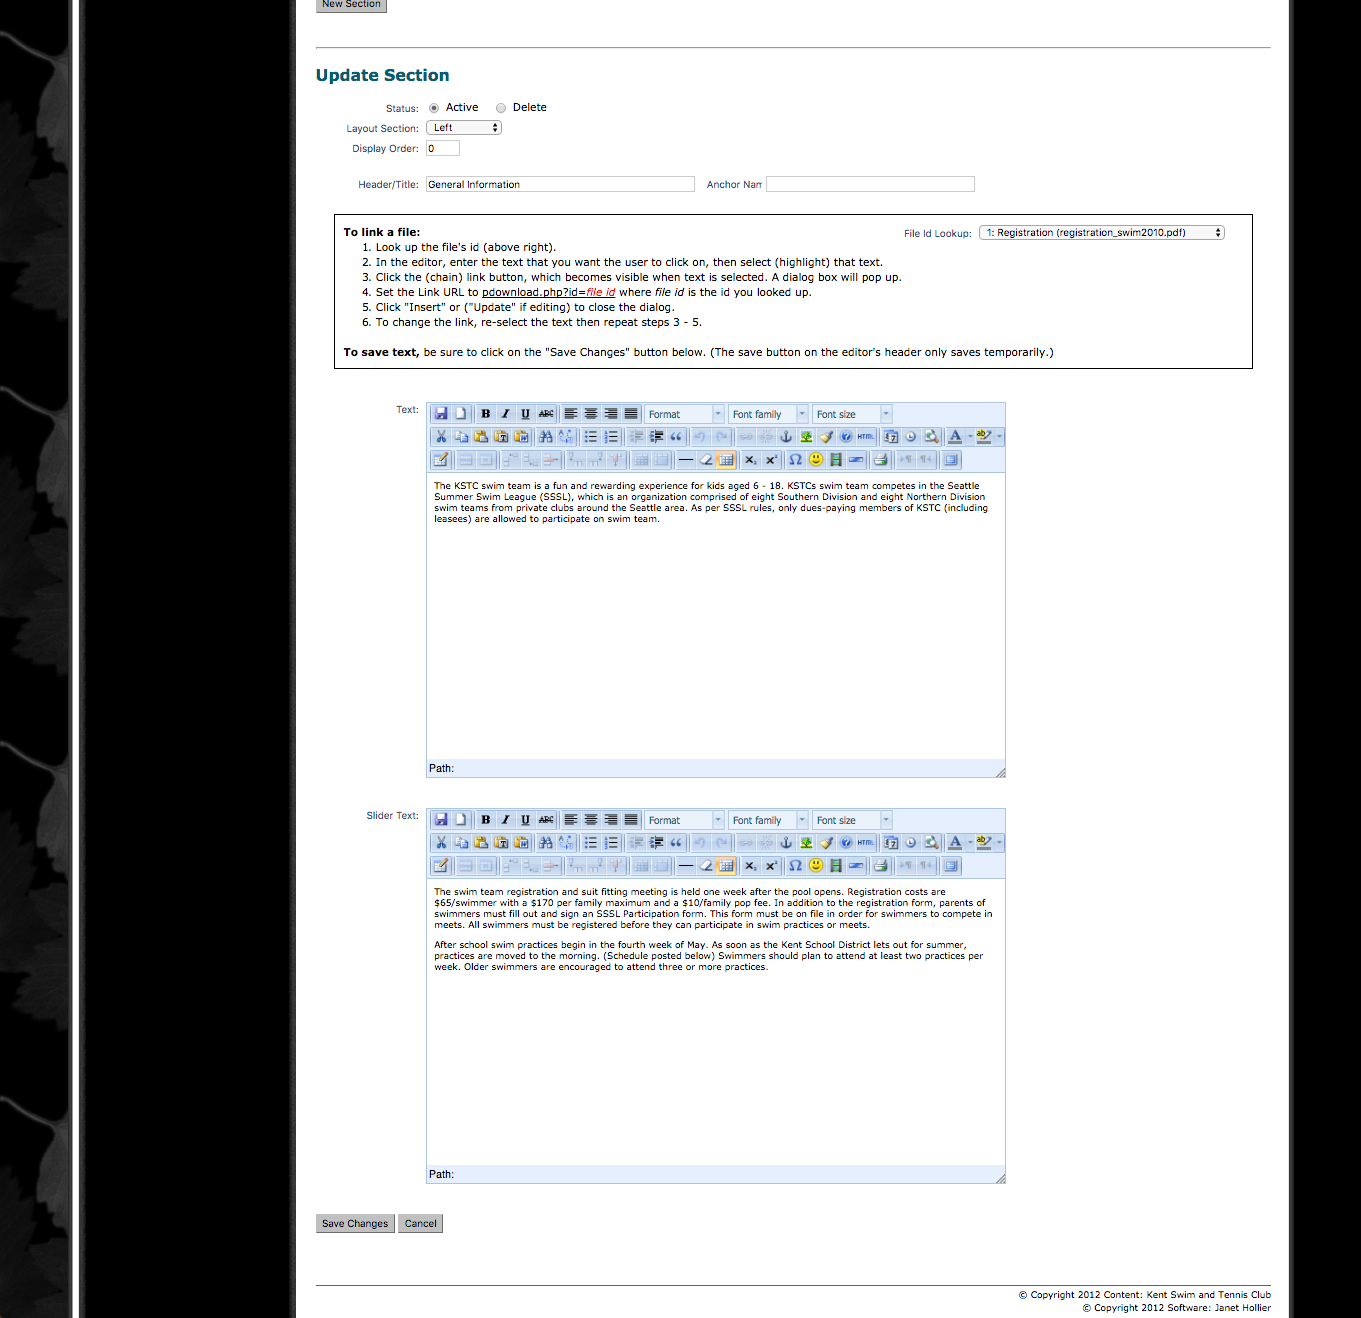 New Section
Update Section
Status: Active Delete
Layout Section: Left
Display Order: 0
Header/Title: General Information Anchor Nam
To link a file: File Id Lookup: 1: Registration (registration_swim2010.pdf)
1. Look up the file's id (above right).
2. In the editor, enter the text that you want the user to click on, then select (highlight) that text.
3. Click the (chain) link button, which becomes visible when text is selected. A dialog box will pop up.
4. Set the Link URL to pdownload.php?id=file id where file id is the id you looked up.
5. Click "Insert" or ("Update" if editing) to close the dialog.
6. To change the link, re-select the text then repeat steps 3 - 5.
To save text, be sure to click on the "Save Changes" button below. (The save button on the editor's header only saves temporarily.)
Text: B I U ABC Format Font family Font size
HTML A ab
The KSTC swim team is a fun and rewarding experience for kids aged 6 - 18. KSTCs swim team competes in the Seattle
Summer Swim League (SSSL), which is an organization comprised of eight Southern Division and eight Northern Division
swim teams from private clubs around the Seattle area. As per SSSL rules, only dues-paying members of KSTC (including
leasees) are allowed to participate on swim team.
Path:
Slider Text: B I U ABC Format Font family Font size
HTML A ab
The swim team registration and suit fitting meeting is held one week after the pool opens. Registration costs are
$65/swimmer with a $170 per family maximum and a $10/family pop fee. In addition to the registration form, parents of
swimmers must fill out and sign an SSSL Participation form. This form must be on file in order for swimmers to compete in
meets. All swimmers must be registered before they can participate in swim practices or meets.
After school swim practices begin in the fourth week of May. As soon as the Kent School District lets out for summer,
practices are moved to the morning. (Schedule posted below) Swimmers should plan to attend at least two practices per
week. Older swimmers are encouraged to attend three or more practices.
Path:
Save Changes Cancel
© Copyright 2012 Content: Kent Swim and Tennis Club
© Copyright 2012 Software: Janet Hollier